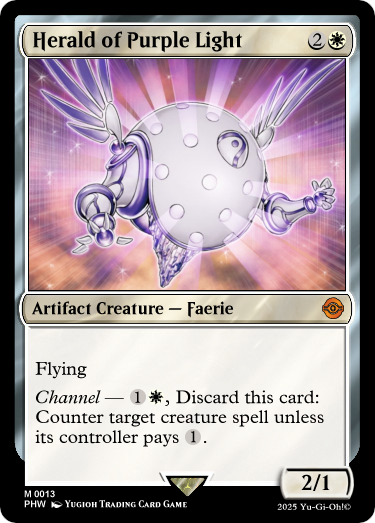 Herald of Purple Light 2
Flying
Artifact Creature — Faerie
Channel — 1, Discard this card:
Counter target creature spell unless
its controller pays 1.
2/1
M 0013
PHW Yugioh Trading Card Game
2025 Yu-Gi-Oh!©